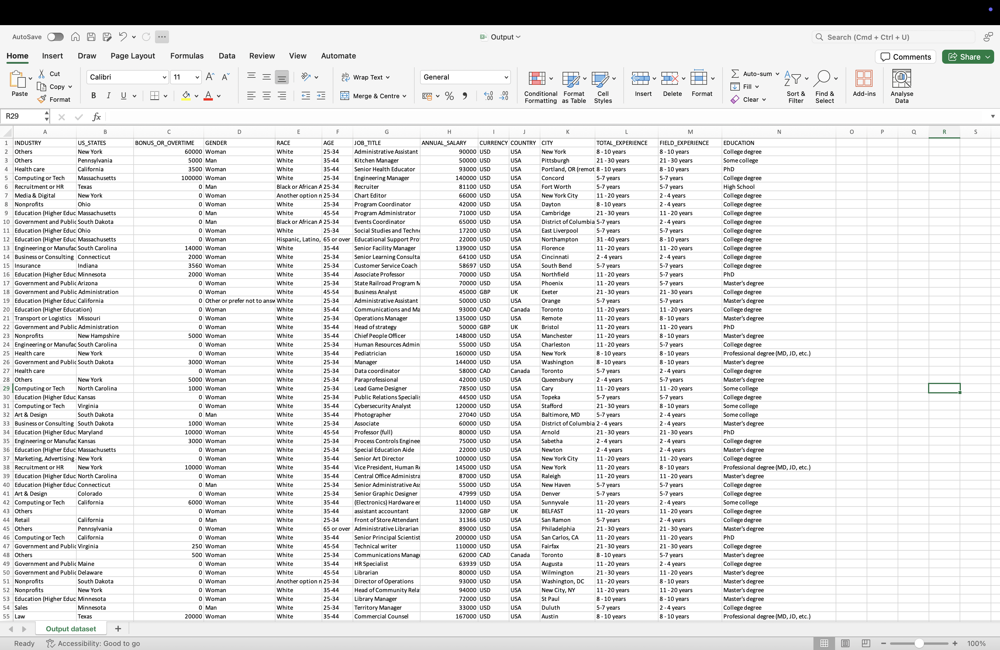 AutoSave
Output
Search (Cmd + Ctrl + U)
Home Insert Draw Page Layout Formulas Data Review View Automate
Comments Share
Paste Cut Copy Format
Calibri 11
B I U
Wrap Text
Merge & Centre
General
Conditional Formatting
Format as Table
Cell Styles
Insert Delete Format
Auto-sum
Fill
Clear
Sort & Filter
Find & Select
Add-ins
Analyse Data
R29 fx
A B C D E F G H I J K L M N O P Q R S
1 INDUSTRY US_STATES BONUS_OR_OVERTIME GENDER RACE AGE JOB_TITLE ANNUAL_SALARY CURRENCY COUNTRY CITY TOTAL_EXPERIENCE FIELD_EXPERIENCE EDUCATION
2 Others New York 60000 Woman White 25-34 Administrative Assistant 90000 USD USA New York 8 - 10 years 8 - 10 years College degree
3 Others Pennsylvania 5000 Man White 35-44 Kitchen Manager 50000 USD USA Pittsburgh 21 - 30 years 21 - 30 years Some college
4 Health care California 3500 Woman White 35-44 Senior Health Educator 93000 USD USA Portland, OR (remot 8 - 10 years 8 - 10 years PhD
5 Computing or Tech Massachusetts 100000 Woman White 25-34 Engineering Manager 140000 USD USA Concord 5-7 years 5-7 years College degree
6 Recruitment or HR Texas 0 Man Black or African A 25-34 Recruiter 81100 USD USA Fort Worth 5-7 years 5-7 years High School
7 Media & Digital New York 0 Woman Another option n 25-34 Chart Editor 66000 USD USA New York City 11 - 20 years 2 - 4 years College degree
8 Nonprofits Ohio 0 Woman White 25-34 Program Coordinator 42000 USD USA Dayton 8 - 10 years 2 - 4 years College degree
9 Education (Higher Educ Massachusetts 0 Man White 45-54 Program Administrator 71000 USD USA Cambridge 21 - 30 years 11 - 20 years College degree
10 Government and Public South Dakota 0 Man Black or African A 25-34 Events Coordinator 65000 USD USA District of Columbia 5-7 years 2 - 4 years College degree
11 Education (Higher Educ Ohio 0 Woman White 25-34 Social Studies and Techn 17200 USD USA East Liverpool 5-7 years 5-7 years College degree
12 Education (Higher Educ Massachusetts 0 Woman Hispanic, Latino, 65 or over Educational Support Pro 22000 USD USA Northampton 31 - 40 years 8 - 10 years College degree
13 Engineering or Manufac South Carolina 14000 Woman White 35-44 Senior Facility Manager 139000 USD USA Florence 11 - 20 years 11 - 20 years College degree
14 Business or Consulting Connecticut 2000 Woman White 25-34 Senior Learning Consulta 64100 USD USA Cincinnati 2 - 4 years 2 - 4 years College degree
15 Insurance Indiana 3560 Woman White 25-34 Customer Service Coach 58697 USD USA South Bend 5-7 years 5-7 years College degree
16 Education (Higher Educ Minnesota 2000 Woman White 35-44 Associate Professor 70000 USD USA Northfield 11 - 20 years 5-7 years PhD
17 Government and Public Arizona 0 Woman White 25-34 State Railroad Program M 70000 USD USA Phoenix 11 - 20 years 5-7 years Master's degree
18 Government and Public Administration 0 Woman White 45-54 Business Analyst 45000 GBP UK Exeter 21 - 30 years 21 - 30 years College degree
19 Education (Higher Educ California 0 Other or prefer not to answ White 25-34 Administrative Assistant 50000 USD USA Orange 5-7 years 5-7 years Master's degree
20 Education (Higher Education) 0 Woman White 35-44 Communications and Ma 93000 CAD Canada Toronto 11 - 20 years 11 - 20 years College degree
21 Transport or Logistics Missouri 0 Woman White 25-34 Operations Manager 135000 USD USA Remote 11 - 20 years 8 - 10 years Master's degree
22 Government and Public Administration 0 Woman White 35-44 Head of strategy 50000 GBP UK Bristol 11 - 20 years 11 - 20 years PhD
23 Nonprofits New Hampshire 5000 Woman White 35-44 Chief People Officer 148000 USD USA Manchester 11 - 20 years 8 - 10 years Master's degree
24 Engineering or Manufac South Carolina 0 Woman White 25-34 Human Resources Admin 55000 USD USA Charleston 11 - 20 years 5-7 years College degree
25 Health care New York 0 Woman White 35-44 Pediatrician 160000 USD USA New York 8 - 10 years 8 - 10 years Professional degree (MD, JD, etc.)
26 Government and Public South Dakota 3000 Woman White 25-34 Manager 144000 USD USA Washington 8 - 10 years 8 - 10 years Master's degree
27 Health care 0 Woman White 25-34 Data coordinator 58000 CAD Canada Toronto 5-7 years 2 - 4 years College degree
28 Others New York 5000 Woman White 25-34 Paraprofessional 42000 USD USA Queensbury 2 - 4 years 5-7 years Master's degree
29 Computing or Tech North Carolina 1000 Woman White 25-34 Lead Game Designer 78500 USD USA Cary 11 - 20 years 11 - 20 years Some college
30 Education (Higher Educ Kansas 0 Woman White 25-34 Public Relations Specialis 44500 USD USA Topeka 5-7 years 5-7 years College degree
31 Computing or Tech Virginia 0 Woman White 35-44 Cybersecurity Analyst 120000 USD USA Stafford 21 - 30 years 8 - 10 years Some college
32 Art & Design South Dakota 0 Man White 35-44 Photographer 27040 USD USA Baltimore, MD 5-7 years 2 - 4 years Some college
33 Business or Consulting South Dakota 1000 Woman White 25-34 Associate 60000 USD USA District of Columbia 2 - 4 years 2 - 4 years Master's degree
34 Education (Higher Educ Maryland 10000 Woman White 45-54 Professor (full) 80000 USD USA Arnold 21 - 30 years 21 - 30 years PhD
35 Engineering or Manufac Kansas 3000 Woman White 25-34 Process Controls Enginee 75000 USD USA Sabetha 2 - 4 years 2 - 4 years College degree
36 Education (Higher Educ Massachusetts 0 Woman White 25-34 Special Education Aide 22000 USD USA Newton 2 - 4 years 2 - 4 years Master's degree
37 Marketing, Advertising New York 0 Woman White 35-44 Senior Art Director 100000 USD USA New York City 11 - 20 years 11 - 20 years College degree
38 Recruitment or HR New York 10000 Woman White 35-44 Vice President, Human Re 145000 USD USA New York 11 - 20 years 8 - 10 years Professional degree (MD, JD, etc.)
39 Education (Higher Educ North Carolina 0 Woman White 35-44 Central Office Administra 87000 USD USA Raleigh 11 - 20 years 11 - 20 years Master's degree
40 Education (Higher Educ Connecticut 0 Man White 25-34 Senior Administrative Ass 55000 USD USA New Haven 5-7 years 5-7 years College degree
41 Art & Design Colorado 0 Woman White 25-34 Senior Graphic Designer 47999 USD USA Denver 5-7 years 5-7 years College degree
42 Computing or Tech California 6000 Woman White 35-44 (Electronics) Hardware en 114000 USD USA Sunnyvale 11 - 20 years 2 - 4 years Some college
43 Others 0 Woman White 35-44 assistant accountant 32000 GBP UK BELFAST 11 - 20 years 11 - 20 years College degree
44 Retail California 0 Man White 25-34 Front of Store Attendant 31366 USD USA San Ramon 5-7 years 2 - 4 years College degree
45 Others Pennsylvania 0 Woman White 65 or over Administrative Librarian 89000 USD USA Philadelphia 21 - 30 years 21 - 30 years Master's degree
46 Computing or Tech California 0 Woman White 35-44 Senior Principal Scientist 200000 USD USA San Carlos, CA 11 - 20 years 11 - 20 years PhD
47 Government and Public Virginia 250 Woman White 45-54 Technical writer 110000 USD USA Fairfax 21 - 30 years 21 - 30 years College degree
48 Others 500 Woman White 25-34 Communications Manage 62000 CAD Canada Toronto 8 - 10 years 5-7 years Master's degree
49 Government and Public Maine 0 Woman White 35-44 HR Specialist 63939 USD USA Augusta 11 - 20 years 2 - 4 years College degree
50 Government and Public Delaware 0 Woman White 45-54 Librarian 80000 USD USA Wilmington 21 - 30 years 11 - 20 years Master's degree
51 Nonprofits South Dakota 0 Woman Another option n 25-34 Director of Operations 93000 USD USA Washington, DC 11 - 20 years 8 - 10 years Master's degree
52 Nonprofits New York 0 Woman White 35-44 Head of Community Rela 94000 USD USA New City, NY 11 - 20 years 11 - 20 years Master's degree
53 Education (Higher Educ Minnesota 0 Woman White 25-34 Library Manager 72000 USD USA St Paul 8 - 10 years 8 - 10 years Master's degree
54 Sales Minnesota 0 Man White 25-34 Territory Manager 33000 USD USA Duluth 5-7 years 2 - 4 years College degree
55 Law Texas 20000 Woman White 35-44 Commercial Counsel 167000 USD USA Austin 8 - 10 years 8 - 10 years Professional degree (MD, JD, etc.)
Output dataset +
Ready Accessibility: Good to go 100%